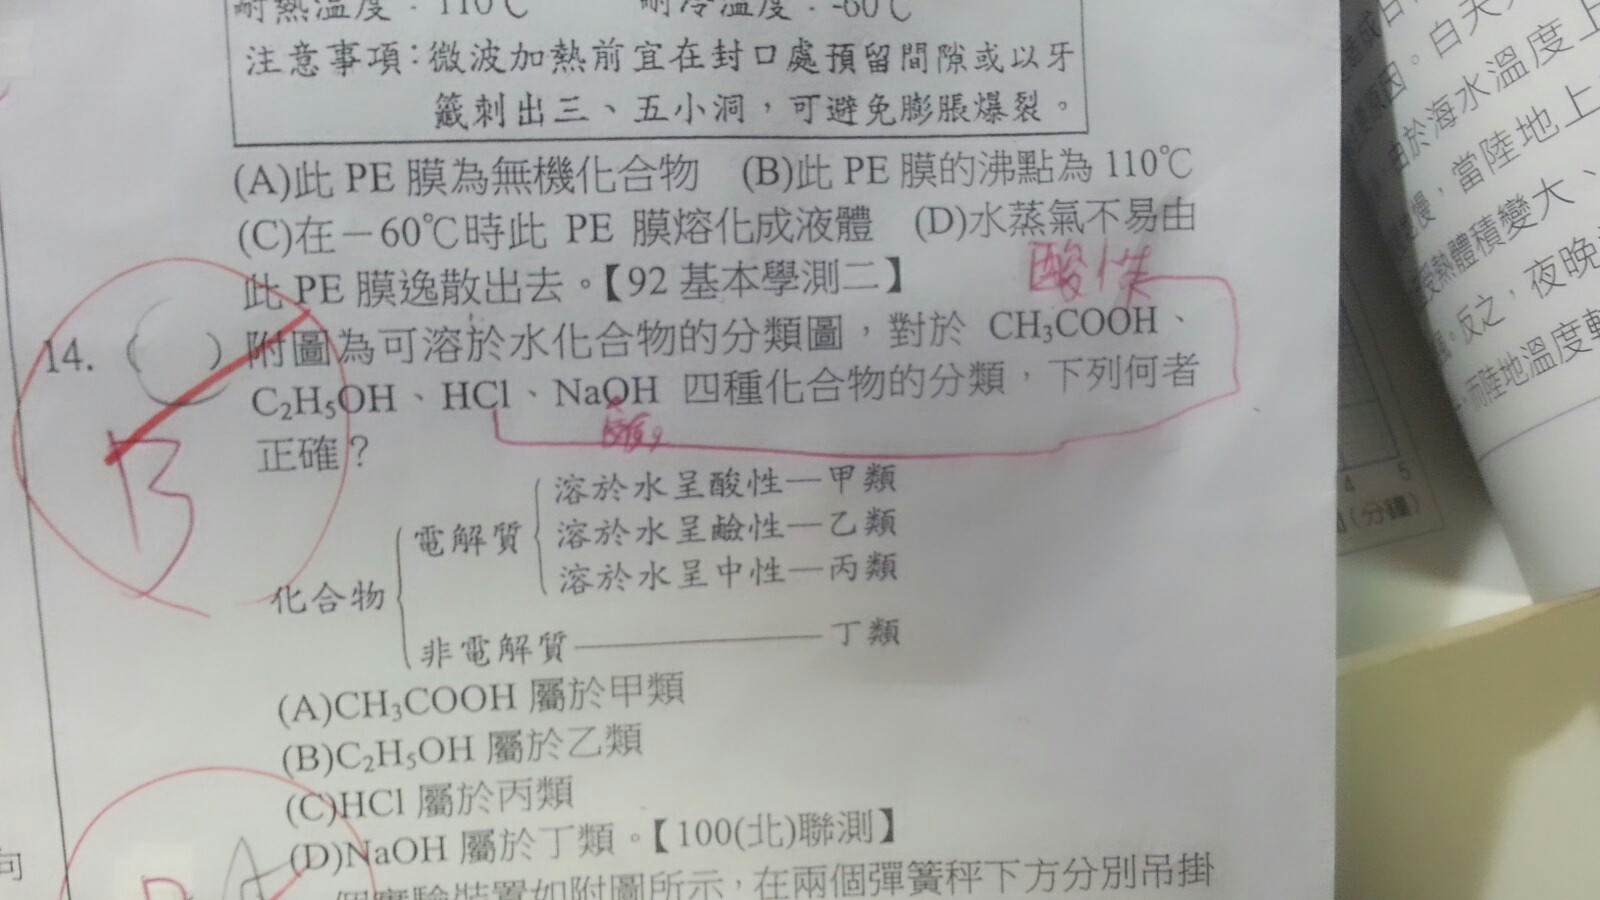 耐熱溫度：110℃　耐冷溫度：-60℃
注意事項：微波加熱前宜在封口處預留間隙或以牙
籤刺出三、五小洞，可避免膨脹爆裂。
(A)此 PE 膜為無機化合物　(B)此 PE 膜的沸點為 110℃
(C)在－60℃時此 PE 膜熔化成液體　(D)水蒸氣不易由
此 PE 膜逸散出去。【92 基本學測二】
酸性
14.（　）附圖為可溶於水化合物的分類圖，對於 CH₃COOH、
C₂H₅OH、HCl、NaOH 四種化合物的分類，下列何者
正確？
B
電解質
溶於水呈酸性—甲類
溶於水呈鹼性—乙類
溶於水呈中性—丙類
化合物
非電解質———丁類
(A)CH₃COOH 屬於甲類
(B)C₂H₅OH 屬於乙類
(C)HCl 屬於丙類
(D)NaOH 屬於丁類。【100(北)聯測】
A
個實驗裝置如附圖所示，在兩個彈簧秤下方分別吊掛
向
白天
因於海水溫度上
慢，當陸地上
受熱體積變大、
。反之，夜晚
，而陸地溫度較
4 5
(分鐘)